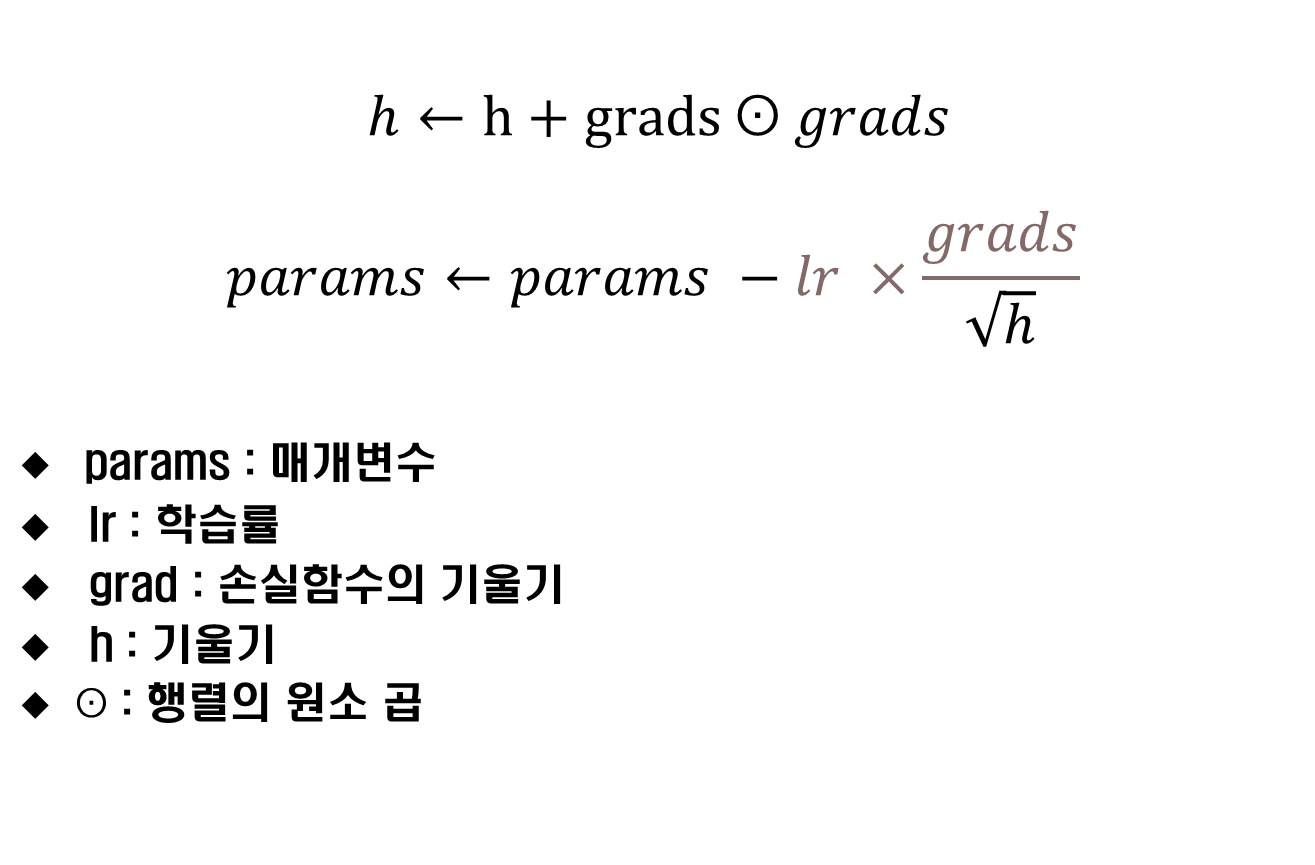 h ← h + grads ⊙ grads
params ← params − lr × grads / √h
◆ params : 매개변수
◆ lr : 학습률
◆ grad : 손실함수의 기울기
◆ h : 기울기
◆ ⊙ : 행렬의 원소 곱